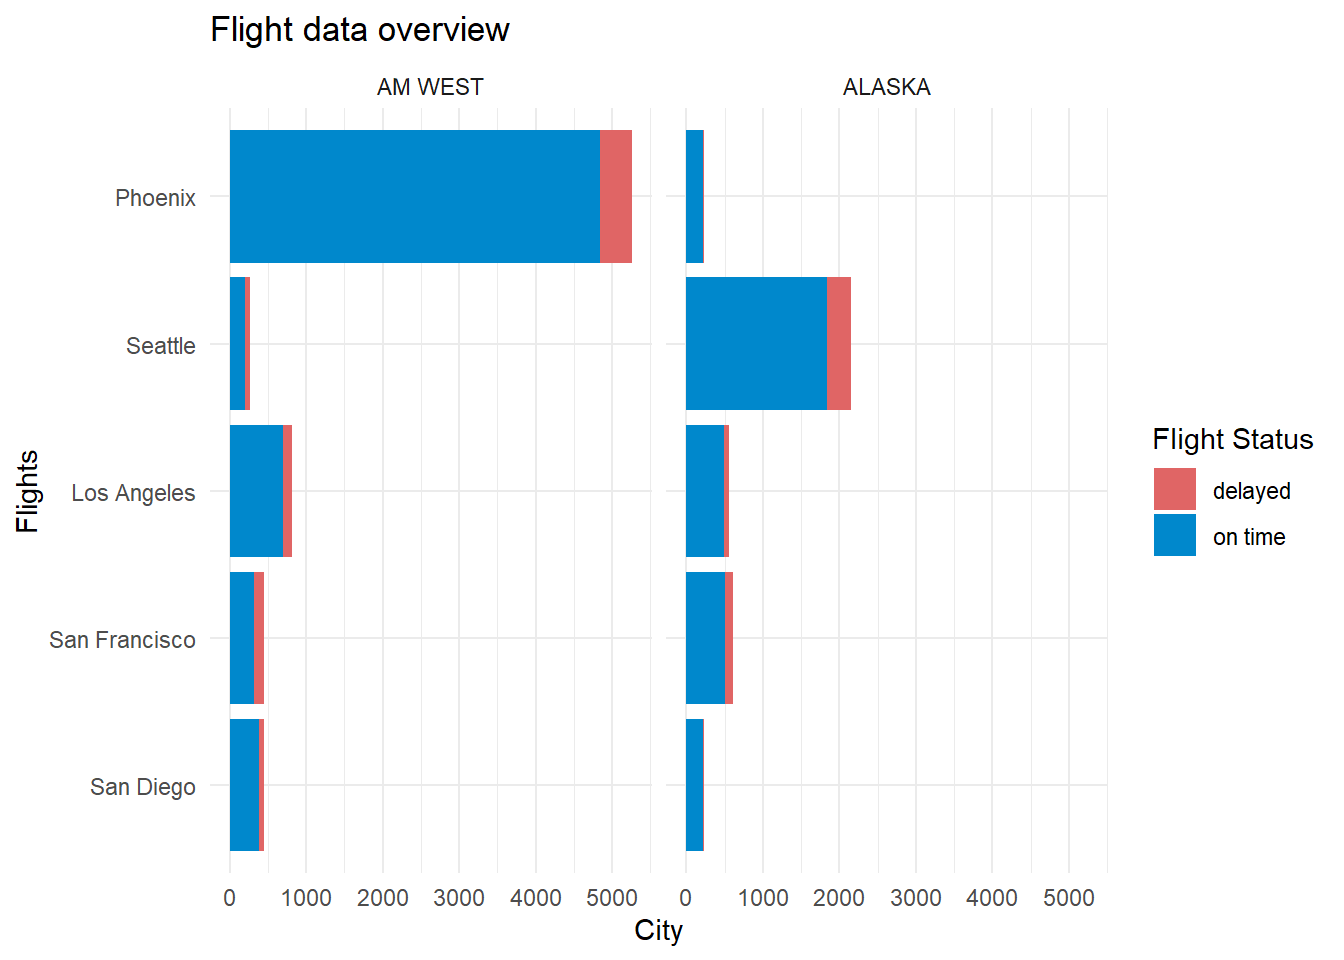 Flight data overview
AM WEST
ALASKA
Phoenix
Seattle
Los Angeles
San Francisco
San Diego
Flights
0 1000 2000 3000 4000 5000
0 1000 2000 3000 4000 5000
City
Flight Status
delayed
on time